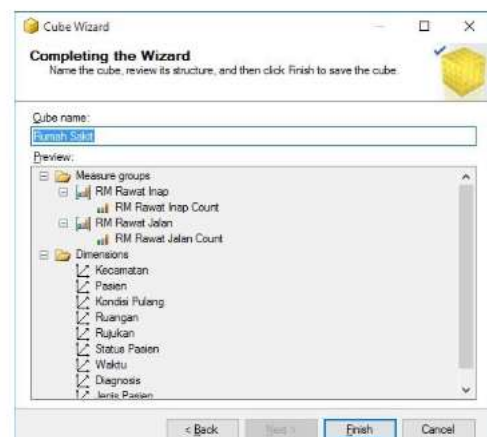 Cube Wizard
Completing the Wizard
Name the cube, review its structure, and then click Finish to save the cube.
Cube name:
Rumah Sakit
Preview:
Measure groups
RM Rawat Inap
RM Rawat Inap Count
RM Rawat Jalan
RM Rawat Jalan Count
Dimensions
Kecamatan
Pasien
Kondisi Pulang
Ruangan
Rujukan
Status Pasien
Waktu
Diagnosis
Jenis Pasien
< Back Next > Finish Cancel